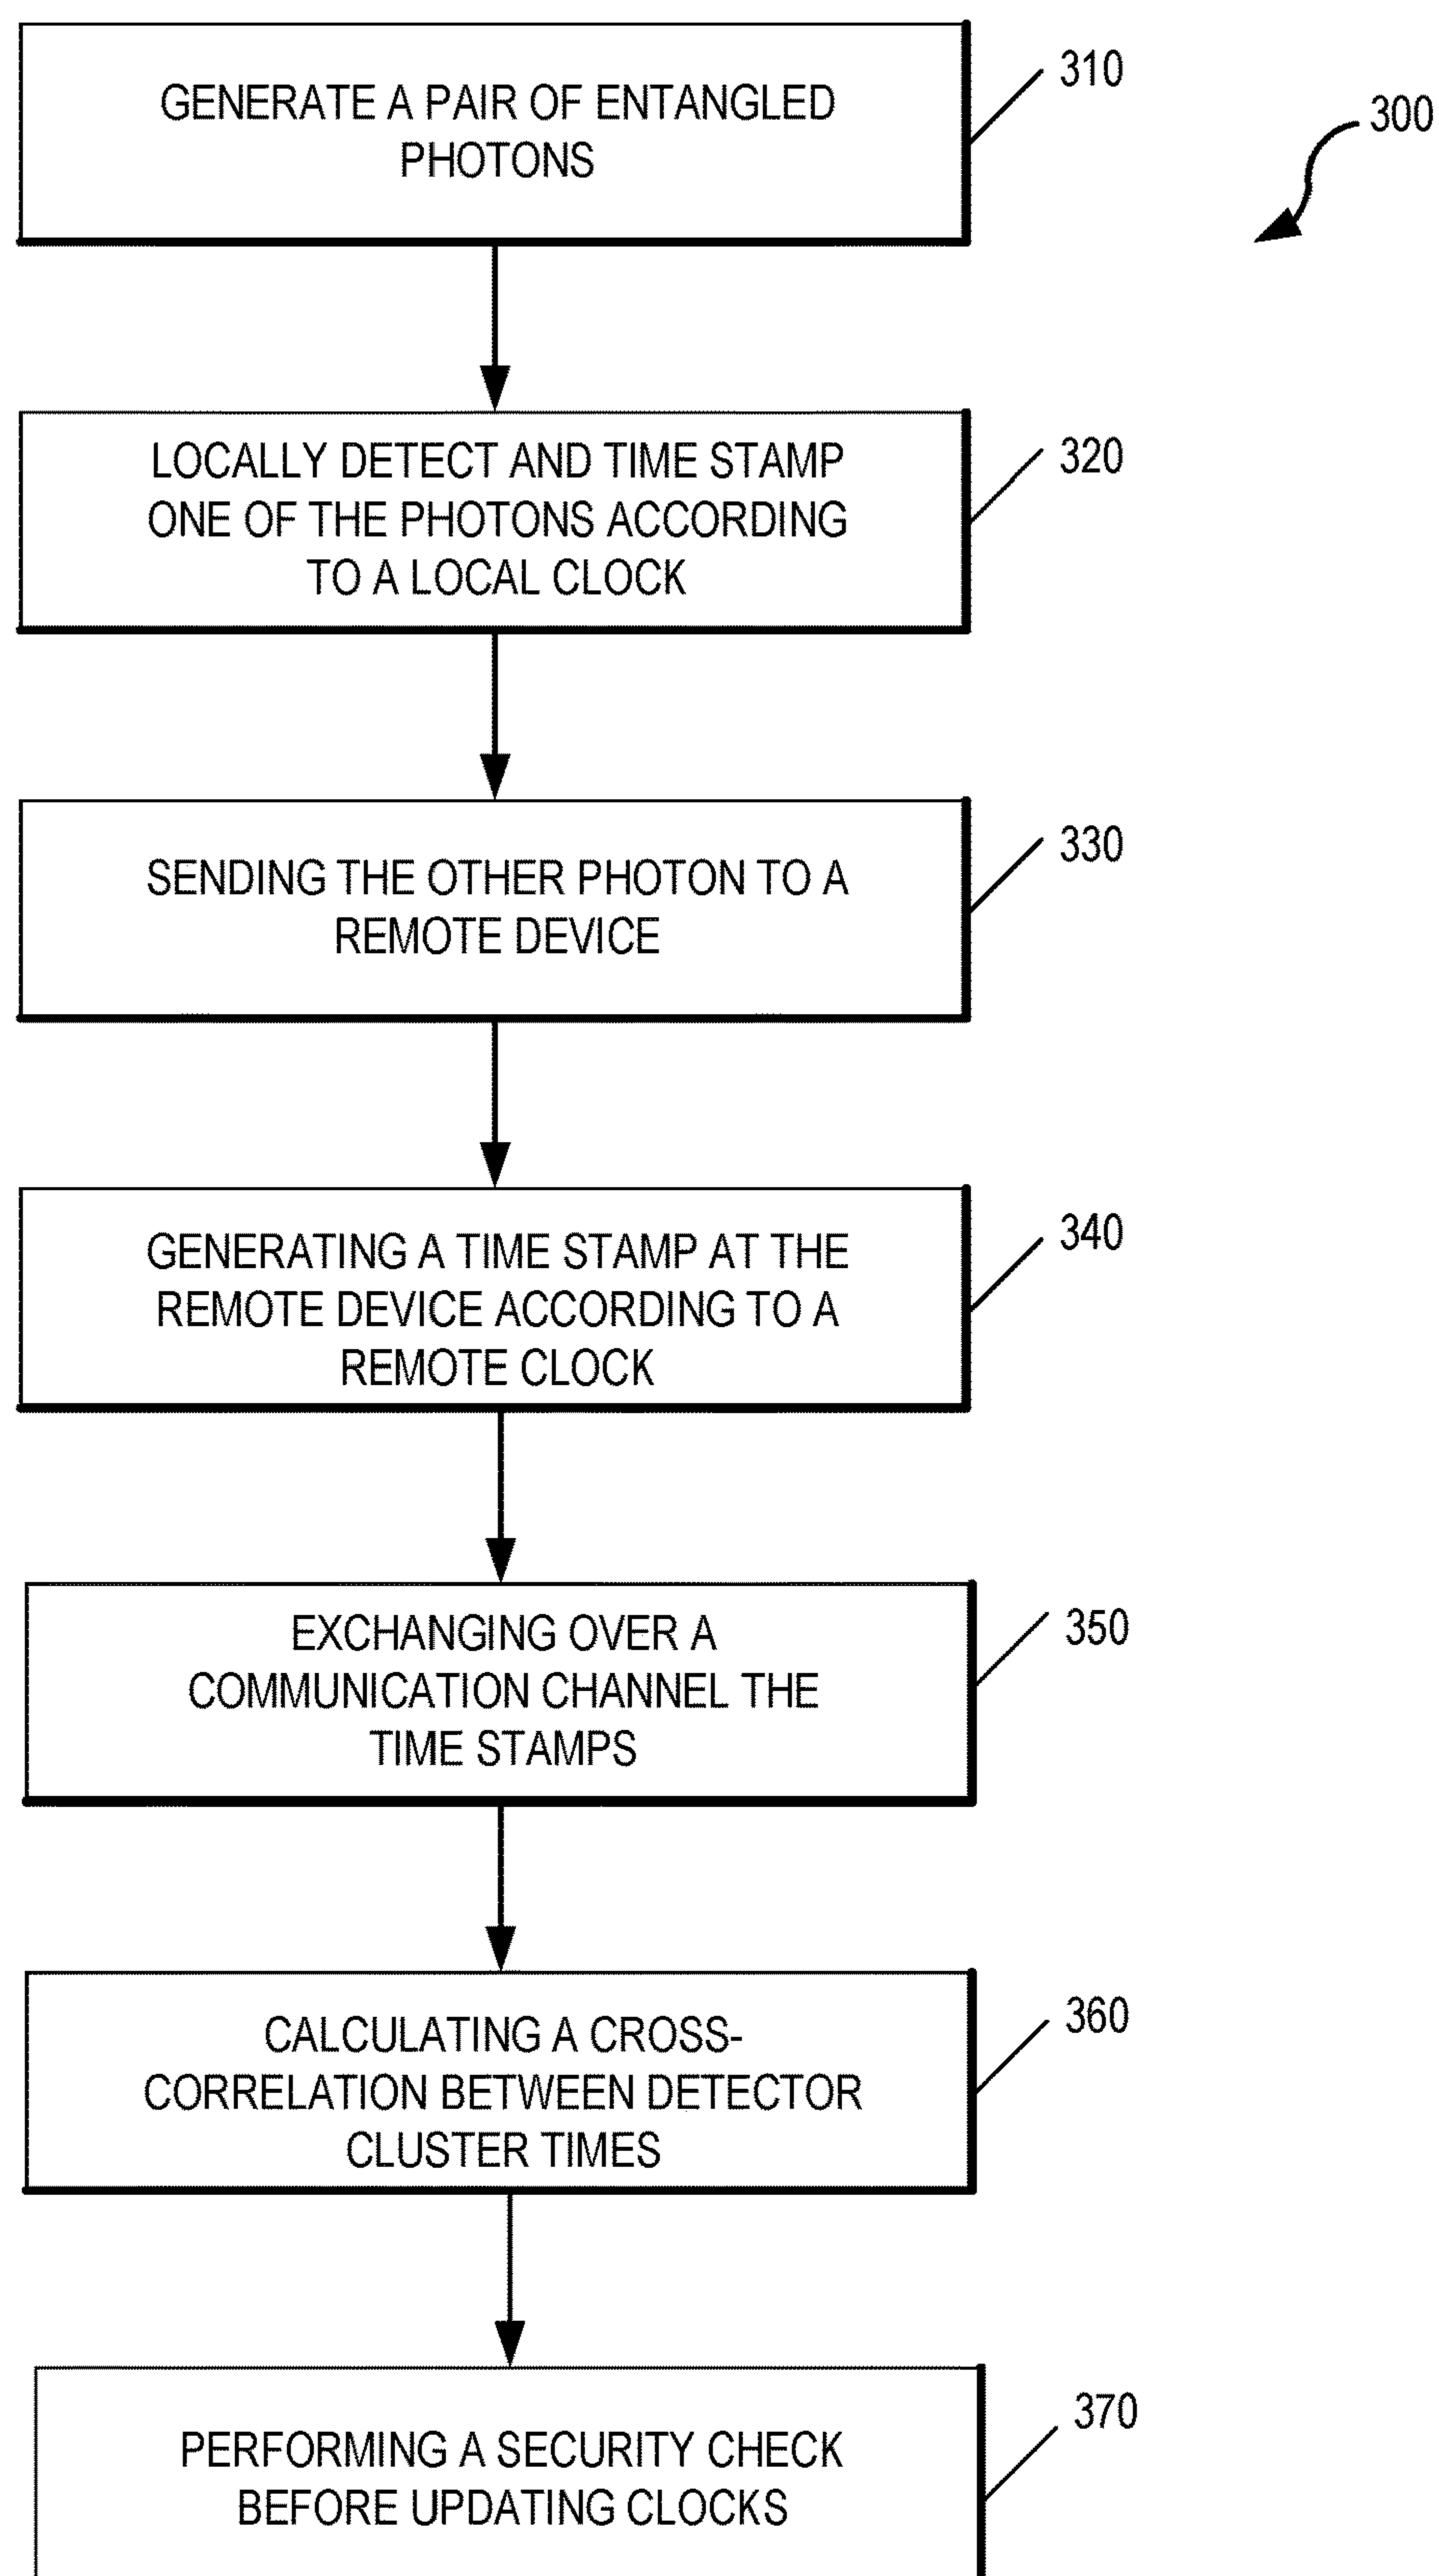 GENERATE A PAIR OF ENTANGLED
PHOTONS
310
300
LOCALLY DETECT AND TIME STAMP
ONE OF THE PHOTONS ACCORDING
TO A LOCAL CLOCK
320
SENDING THE OTHER PHOTON TO A
REMOTE DEVICE
330
GENERATING A TIME STAMP AT THE
REMOTE DEVICE ACCORDING TO A
REMOTE CLOCK
340
EXCHANGING OVER A
COMMUNICATION CHANNEL THE
TIME STAMPS
350
CALCULATING A CROSS-
CORRELATION BETWEEN DETECTOR
CLUSTER TIMES
360
PERFORMING A SECURITY CHECK
BEFORE UPDATING CLOCKS
370